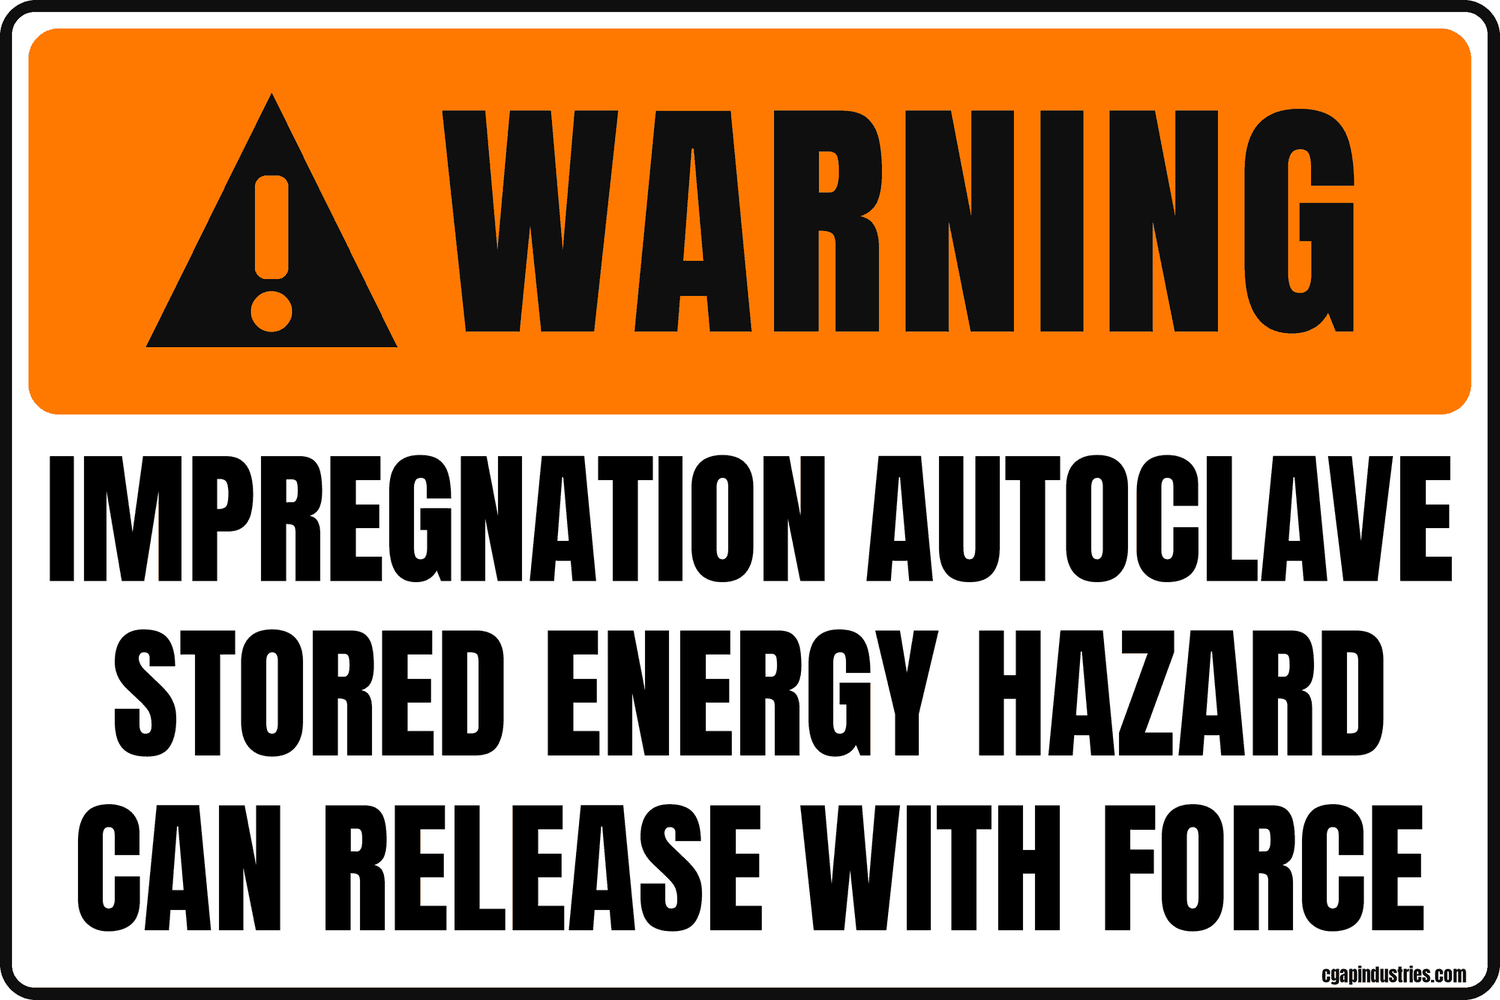 WARNING
IMPREGNATION AUTOCLAVE
STORED ENERGY HAZARD
CAN RELEASE WITH FORCE
cgapindustries.com